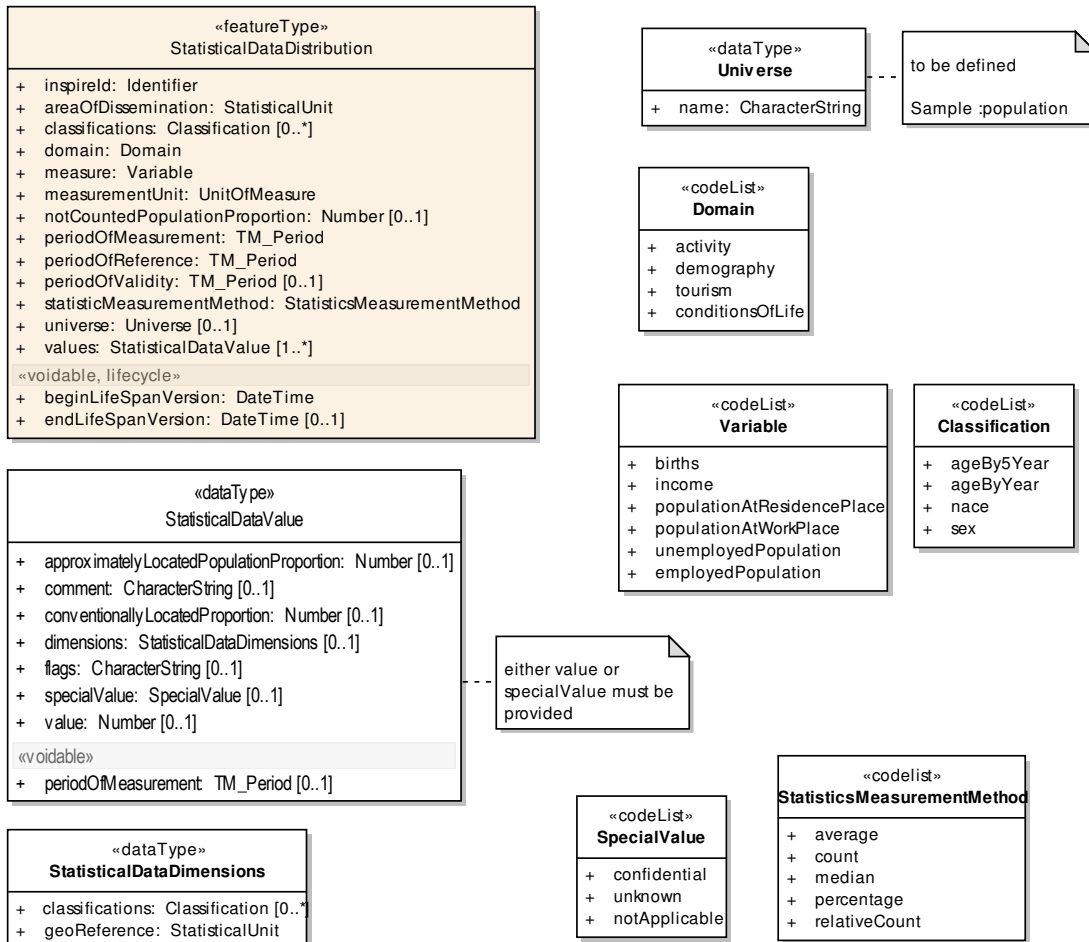 «featureType»
StatisticalDataDistribution
+ inspireId: Identifier
+ areaOfDissemination: StatisticalUnit
+ classifications: Classification [0..*]
+ domain: Domain
+ measure: Variable
+ measurementUnit: UnitOfMeasure
+ notCountedPopulationProportion: Number [0..1]
+ periodOfMeasurement: TM_Period
+ periodOfReference: TM_Period
+ periodOfValidity: TM_Period [0..1]
+ statisticMeasurementMethod: StatisticsMeasurementMethod
+ universe: Universe [0..1]
+ values: StatisticalDataValue [1..*]
«voidable, lifecycle»
+ beginLifeSpanVersion: DateTime
+ endLifeSpanVersion: DateTime [0..1]
«dataType»
Universe
+ name: CharacterString
to be defined
Sample :population
«codeList»
Domain
+ activity
+ demography
+ tourism
+ conditionsOfLife
«codeList»
Variable
+ births
+ income
+ populationAtResidencePlace
+ populationAtWorkPlace
+ unemployedPopulation
+ employedPopulation
«codeList»
Classification
+ ageBy5Year
+ ageByYear
+ nace
+ sex
«dataType»
StatisticalDataValue
+ approximatelyLocatedPopulationProportion: Number [0..1]
+ comment: CharacterString [0..1]
+ conventionallyLocatedProportion: Number [0..1]
+ dimensions: StatisticalDataDimensions [0..1]
+ flags: CharacterString [0..1]
+ specialValue: SpecialValue [0..1]
+ value: Number [0..1]
«voidable»
+ periodOfMeasurement: TM_Period [0..1]
either value or
specialValue must be
provided
«dataType»
StatisticalDataDimensions
+ classifications: Classification [0..*]
+ geoReference: StatisticalUnit
«codeList»
SpecialValue
+ confidential
+ unknown
+ notApplicable
«codelist»
StatisticsMeasurementMethod
+ average
+ count
+ median
+ percentage
+ relativeCount